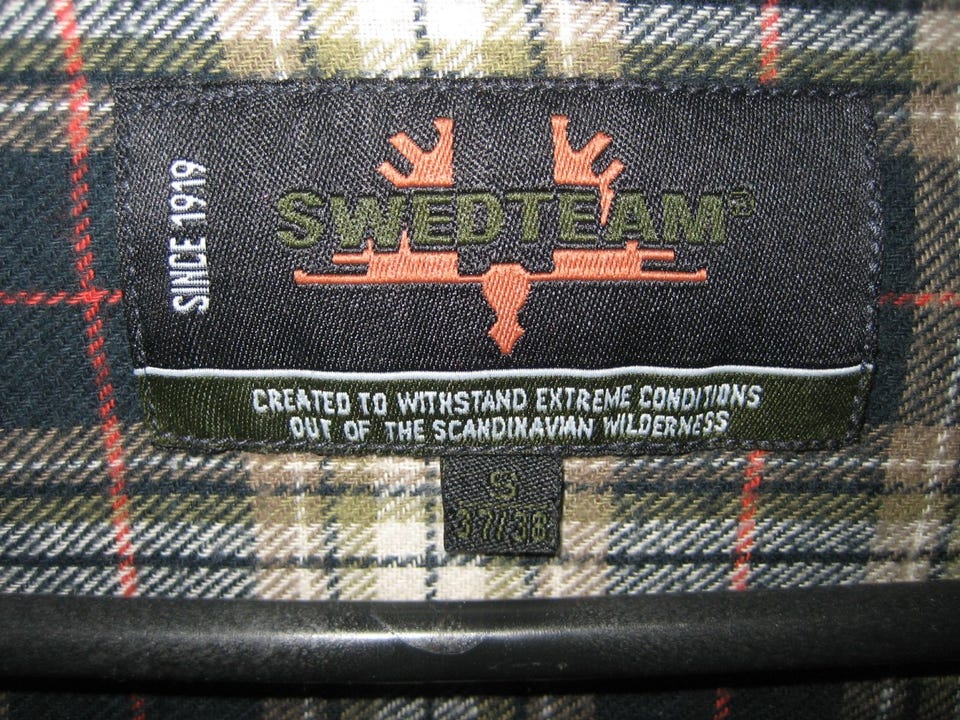 SINCE 1919
SWEDTEAM®
CREATED TO WITHSTAND EXTREME CONDITIONS
OUT OF THE SCANDINAVIAN WILDERNESS
S
37/38